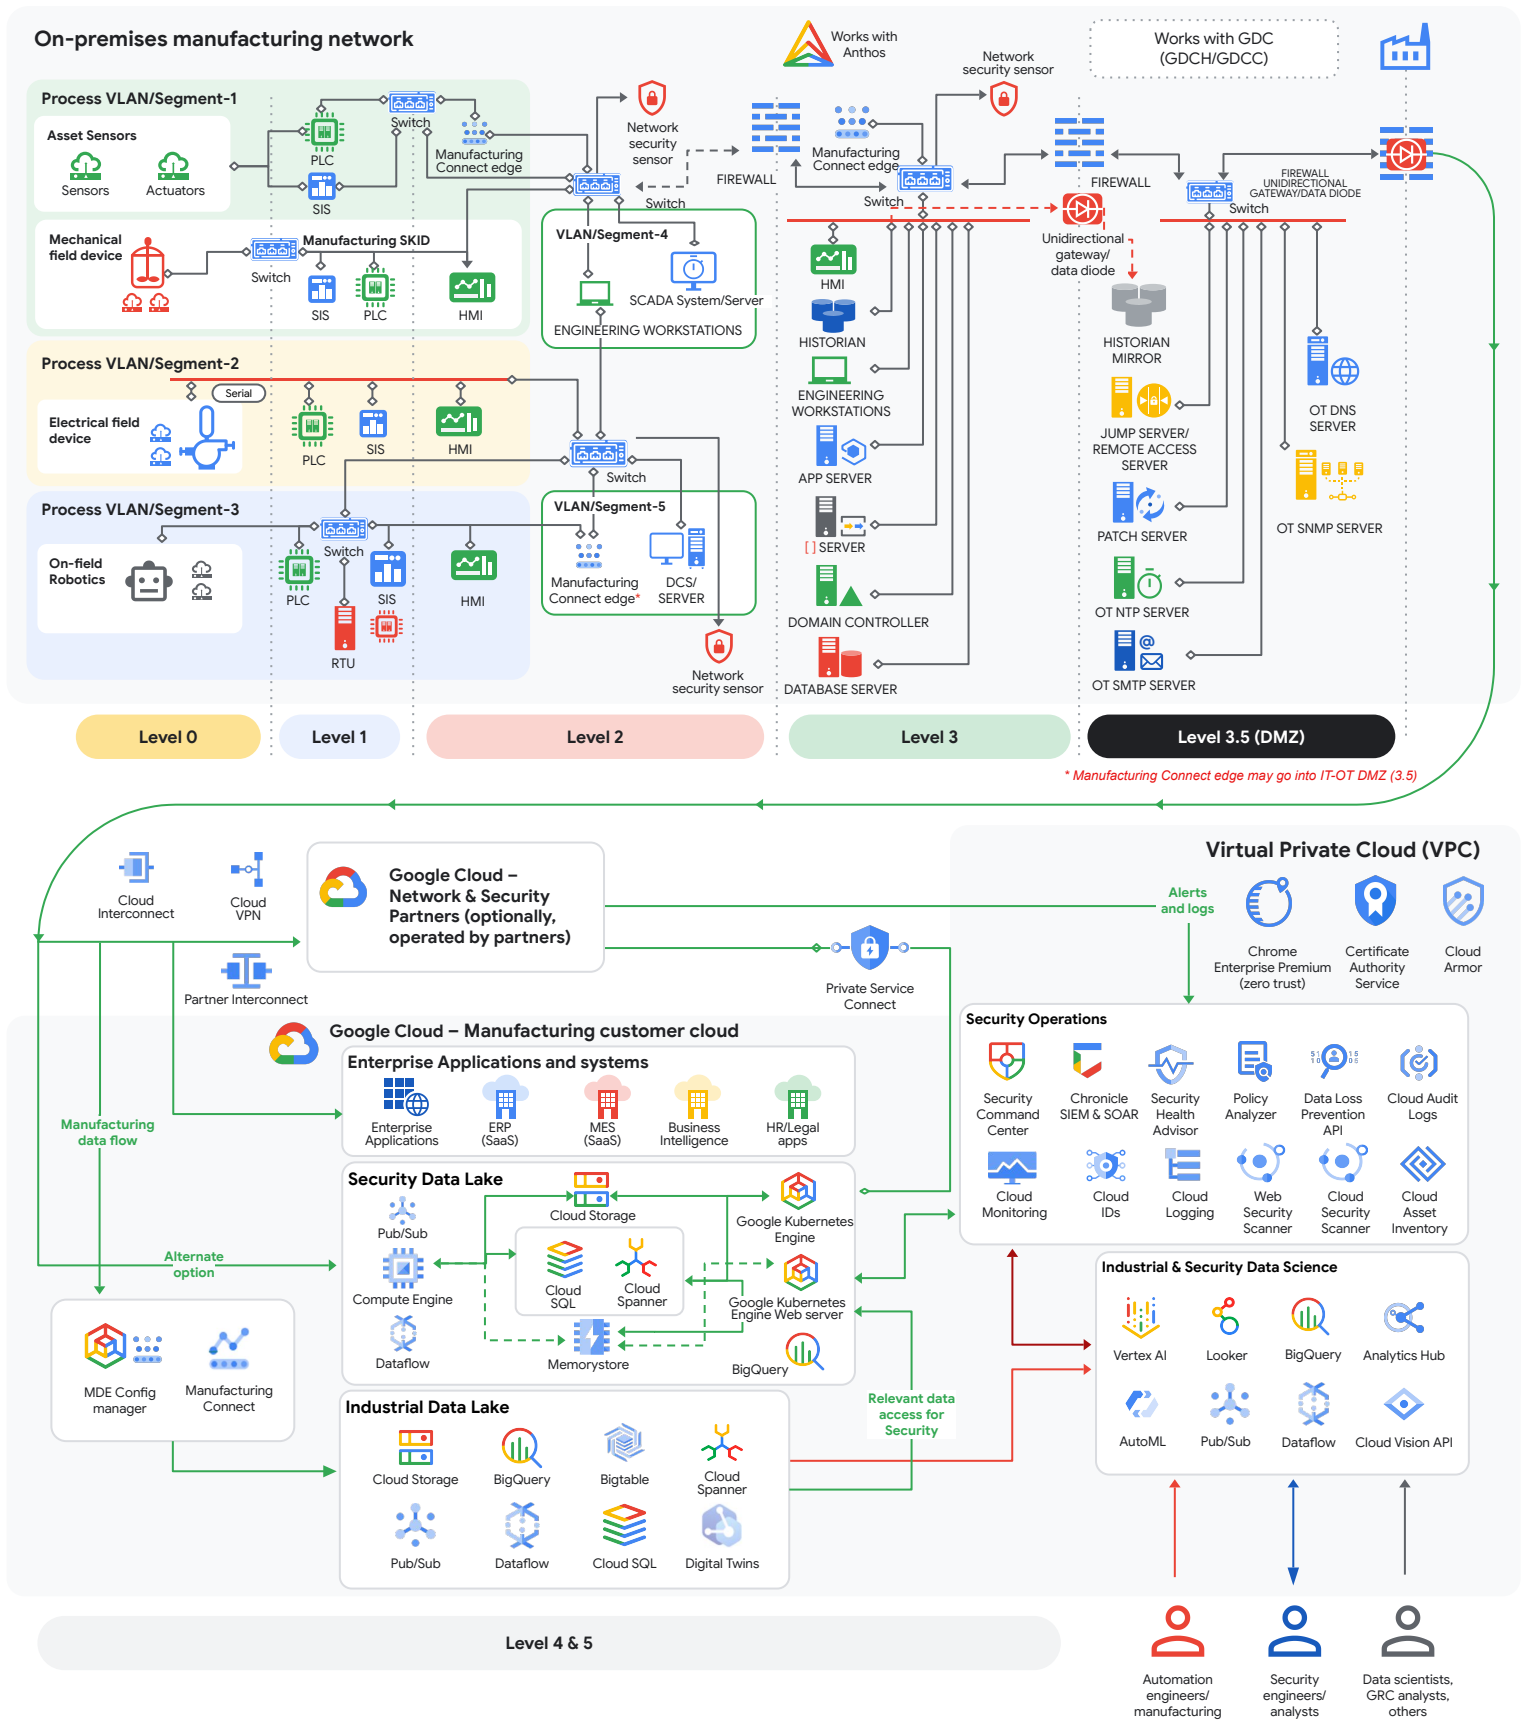 On-premises manufacturing network
Works with
Anthos
Works with GDC
(GDCH/GDCC)
Process VLAN/Segment-1
Asset Sensors
Sensors
Actuators
PLC
SIS
Switch
Manufacturing
Connect edge
Network
security
sensor
FIREWALL
Switch
Manufacturing
Connect edge
Network
security sensor
Switch
FIREWALL
FIREWALL
UNIDIRECTIONAL
GATEWAY/DATA DIODE
Switch
Mechanical
field device
Switch
Manufacturing SKID
SIS
PLC
HMI
VLAN/Segment-4
SCADA System/Server
ENGINEERING WORKSTATIONS
Unidirectional
gateway/
data diode
HMI
HISTORIAN
ENGINEERING
WORKSTATIONS
APP SERVER
[ ] SERVER
DOMAIN CONTROLLER
DATABASE SERVER
HISTORIAN
MIRROR
JUMP SERVER/
REMOTE ACCESS
SERVER
PATCH SERVER
OT NTP SERVER
OT SMTP SERVER
OT DNS
SERVER
OT SNMP SERVER
Process VLAN/Segment-2
Serial
Electrical field
device
PLC
SIS
HMI
Switch
Process VLAN/Segment-3
On-field
Robotics
Switch
PLC
SIS
HMI
RTU
VLAN/Segment-5
Manufacturing
Connect edge*
DCS/
SERVER
Network
security sensor
Level 0
Level 1
Level 2
Level 3
Level 3.5 (DMZ)
* Manufacturing Connect edge may go into IT-OT DMZ (3.5)
Cloud
Interconnect
Cloud
VPN
Partner Interconnect
Google Cloud –
Network & Security
Partners (optionally,
operated by partners)
Private Service
Connect
Virtual Private Cloud (VPC)
Alerts
and logs
Chrome
Enterprise Premium
(zero trust)
Certificate
Authority
Service
Cloud
Armor
Security Operations
Security
Command
Center
Chronicle
SIEM & SOAR
Security
Health
Advisor
Policy
Analyzer
51 15
10 05
Data Loss
Prevention
API
Cloud Audit
Logs
Cloud
Monitoring
Cloud
IDs
Cloud
Logging
Web
Security
Scanner
Cloud
Security
Scanner
Cloud
Asset
Inventory
Google Cloud – Manufacturing customer cloud
Enterprise Applications and systems
Enterprise
Applications
ERP
(SaaS)
MES
(SaaS)
Business
Intelligence
HR/Legal
apps
Manufacturing
data flow
Alternate
option
Security Data Lake
Pub/Sub
Compute Engine
Dataflow
Cloud Storage
Cloud
SQL
Cloud
Spanner
Memorystore
Google Kubernetes
Engine
Google Kubernetes
Engine Web server
BigQuery
MDE Config
manager
Manufacturing
Connect
Industrial Data Lake
Cloud Storage
BigQuery
Bigtable
Cloud
Spanner
Pub/Sub
Dataflow
Cloud SQL
Digital Twins
Relevant data
access for
Security
Industrial & Security Data Science
Vertex AI
Looker
BigQuery
Analytics Hub
AutoML
Pub/Sub
Dataflow
Cloud Vision API
Level 4 & 5
Automation
engineers/
manufacturing
Security
engineers/
analysts
Data scientists,
GRC analysts,
others